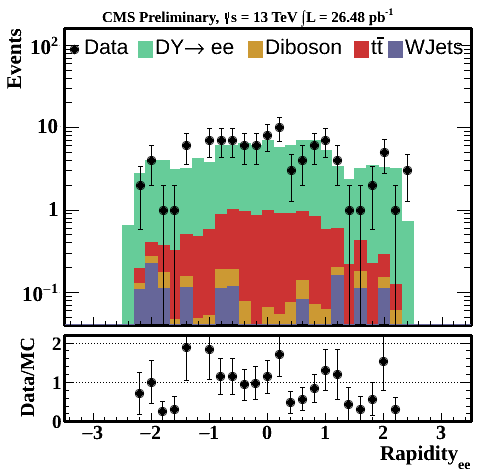 CMS Preliminary, √s = 13 TeV ∫L = 26.48 pb⁻¹
Events
Data DY→ ee Diboson tt̄ WJets
10²
10
1
10⁻¹
Data/MC
2
1
0
−3 −2 −1 0 1 2 3
Rapidity_ee